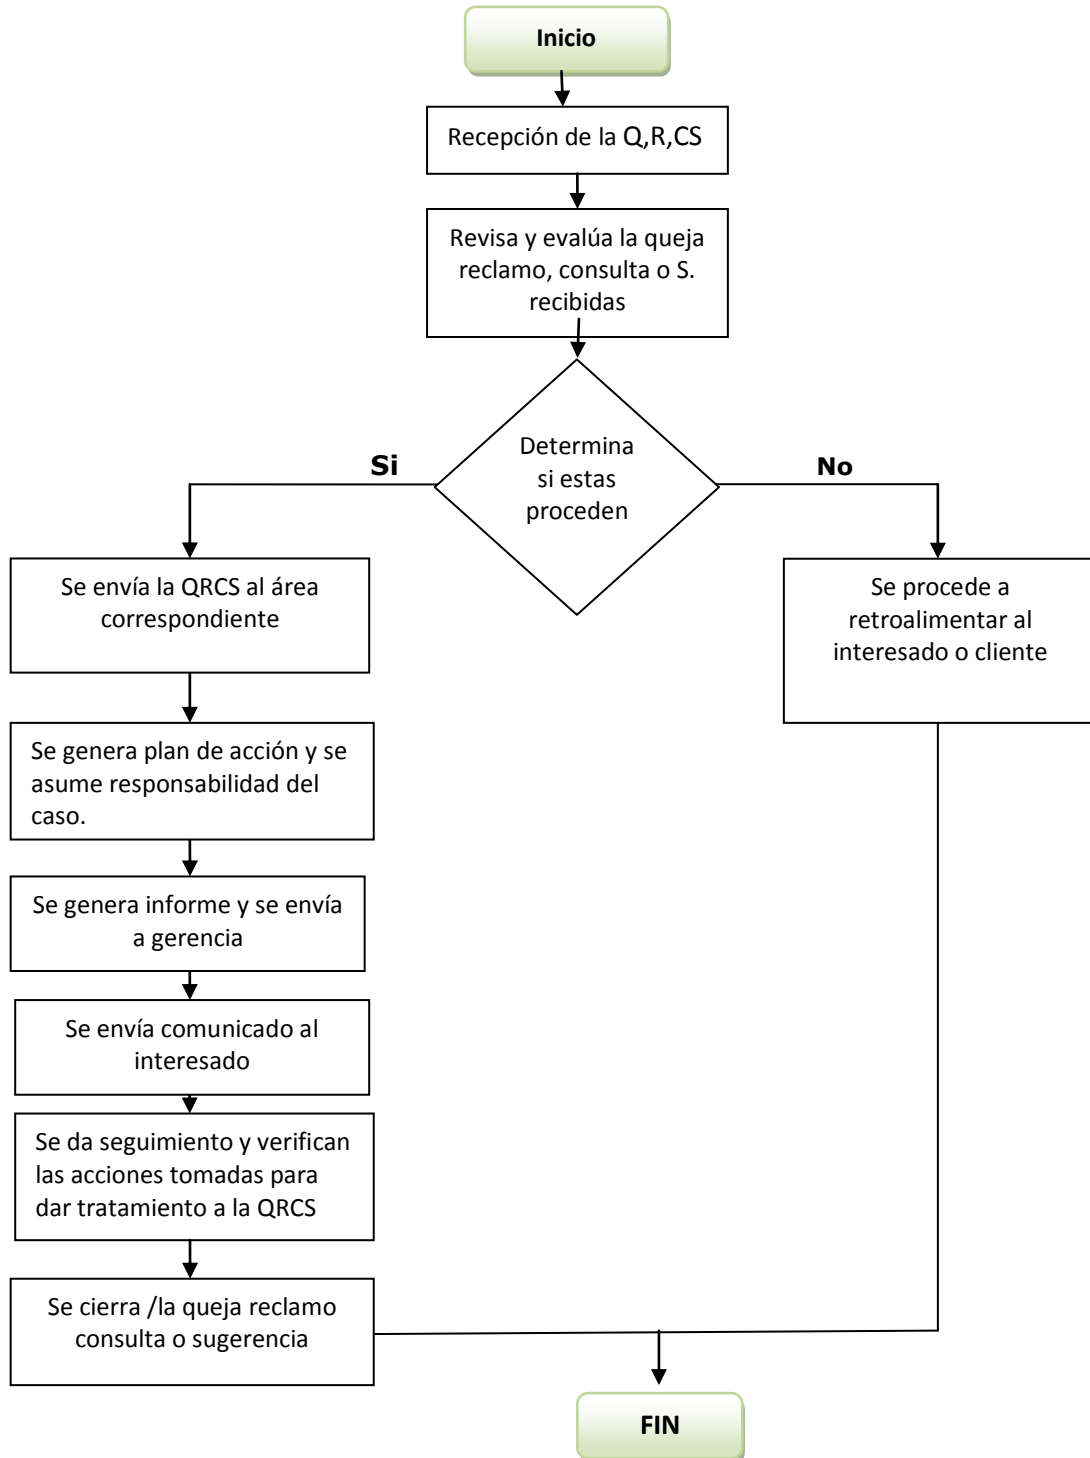 Inicio
Recepción de la Q,R,CS
Revisa y evalúa la queja
reclamo, consulta o S.
recibidas
Determina
si estas
proceden
Si
No
Se envía la QRCS al área
correspondiente
Se procede a
retroalimentar al
interesado o cliente
Se genera plan de acción y se
asume responsabilidad del
caso.
Se genera informe y se envía
a gerencia
Se envía comunicado al
interesado
Se da seguimiento y verifican
las acciones tomadas para
dar tratamiento a la QRCS
Se cierra /la queja reclamo
consulta o sugerencia
FIN